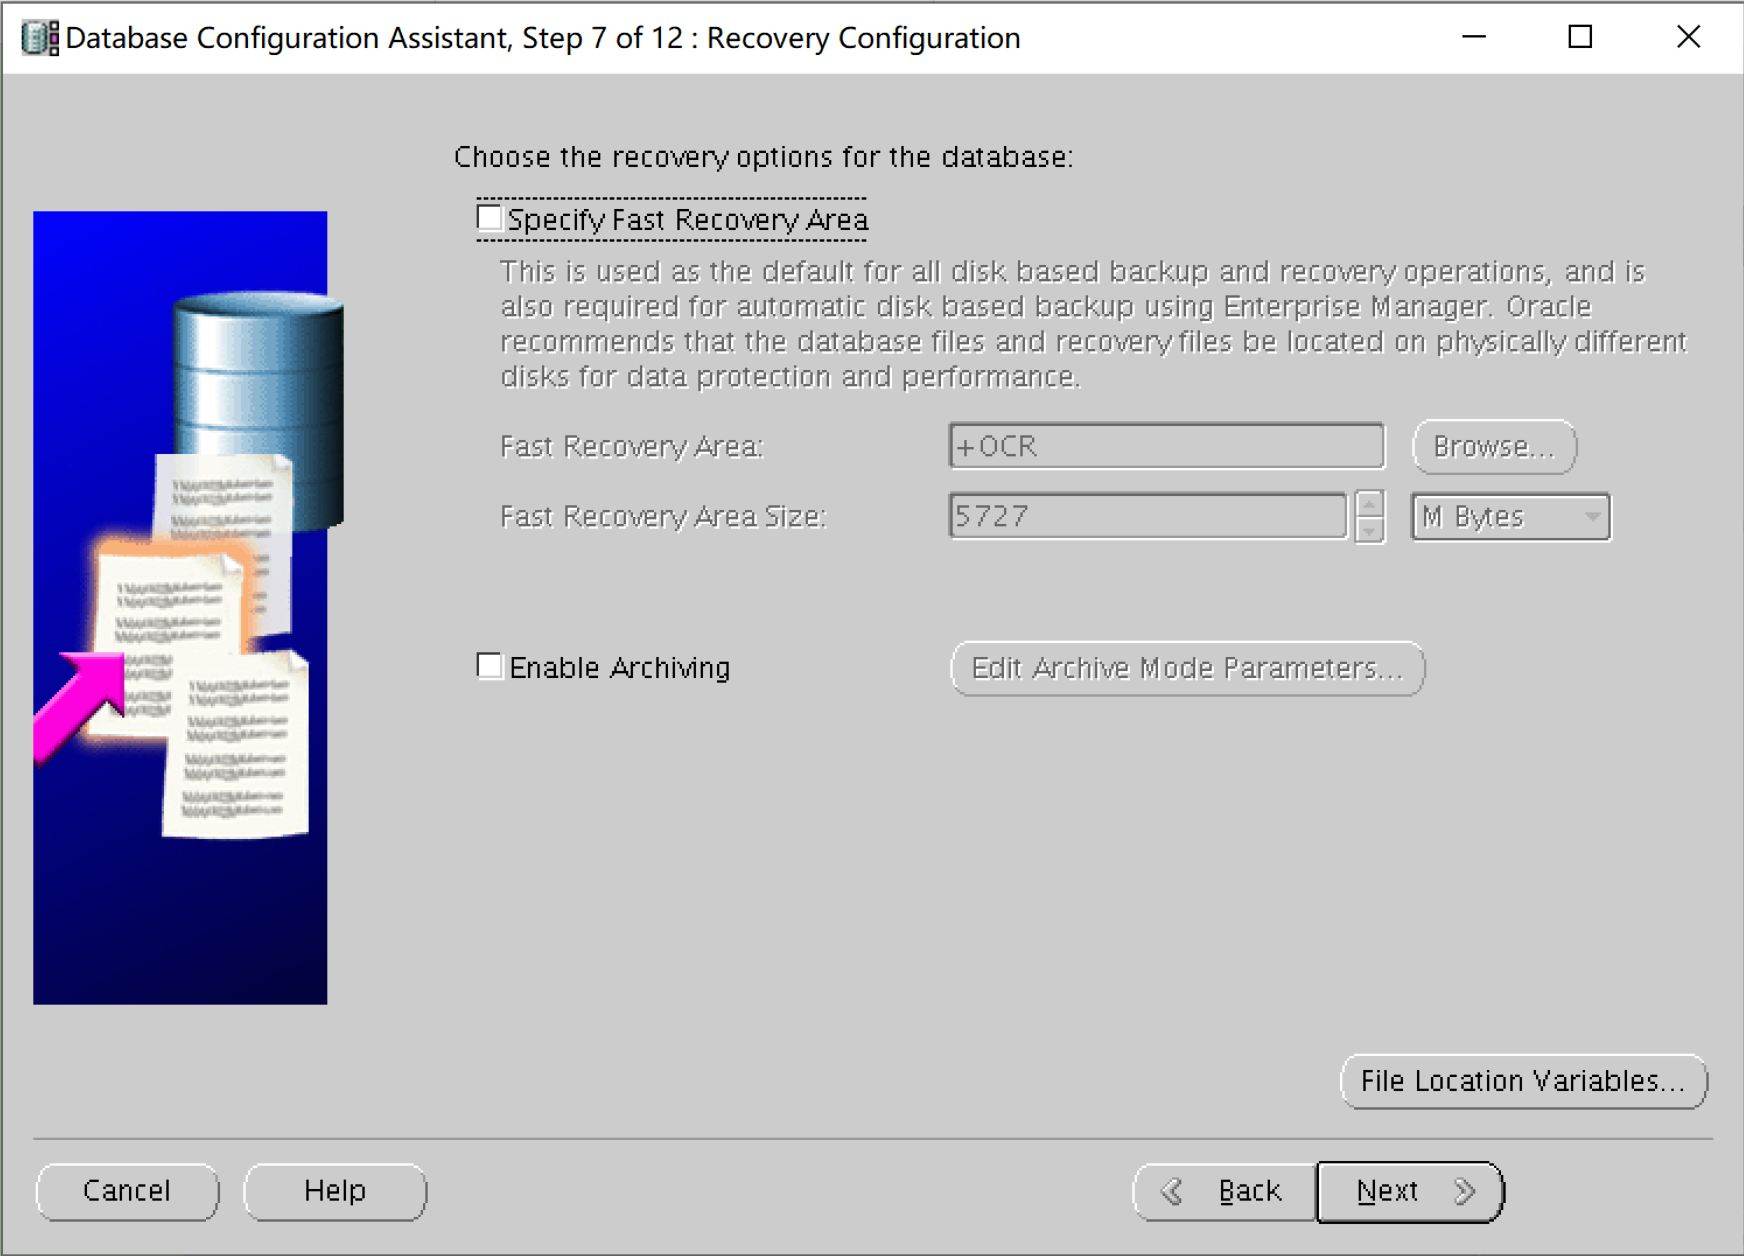 Database Configuration Assistant, Step 7 of 12 : Recovery Configuration
Choose the recovery options for the database:
Specify Fast Recovery Area
This is used as the default for all disk based backup and recovery operations, and is
also required for automatic disk based backup using Enterprise Manager. Oracle
recommends that the database files and recovery files be located on physically different
disks for data protection and performance.
Fast Recovery Area: +OCR Browse...
Fast Recovery Area Size: 5727 M Bytes
Enable Archiving Edit Archive Mode Parameters...
File Location Variables...
Cancel Help Back Next